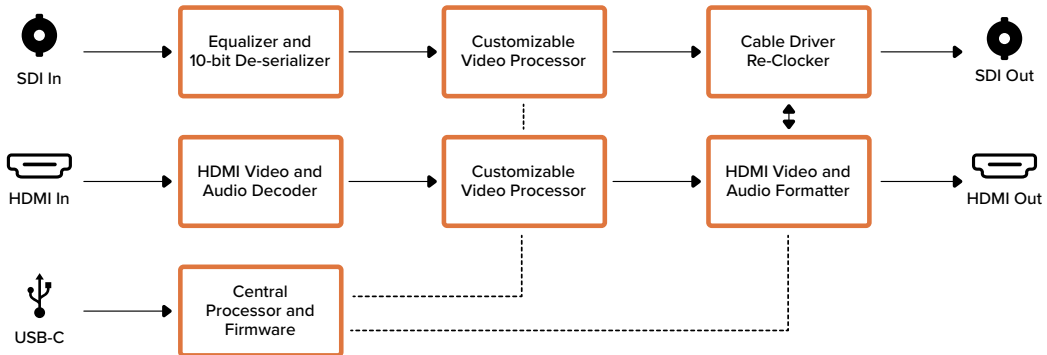 SDI In
Equalizer and
10-bit De-serializer
Customizable
Video Processor
Cable Driver
Re-Clocker
SDI Out
HDMI In
HDMI Video and
Audio Decoder
Customizable
Video Processor
HDMI Video and
Audio Formatter
HDMI Out
USB-C
Central
Processor and
Firmware